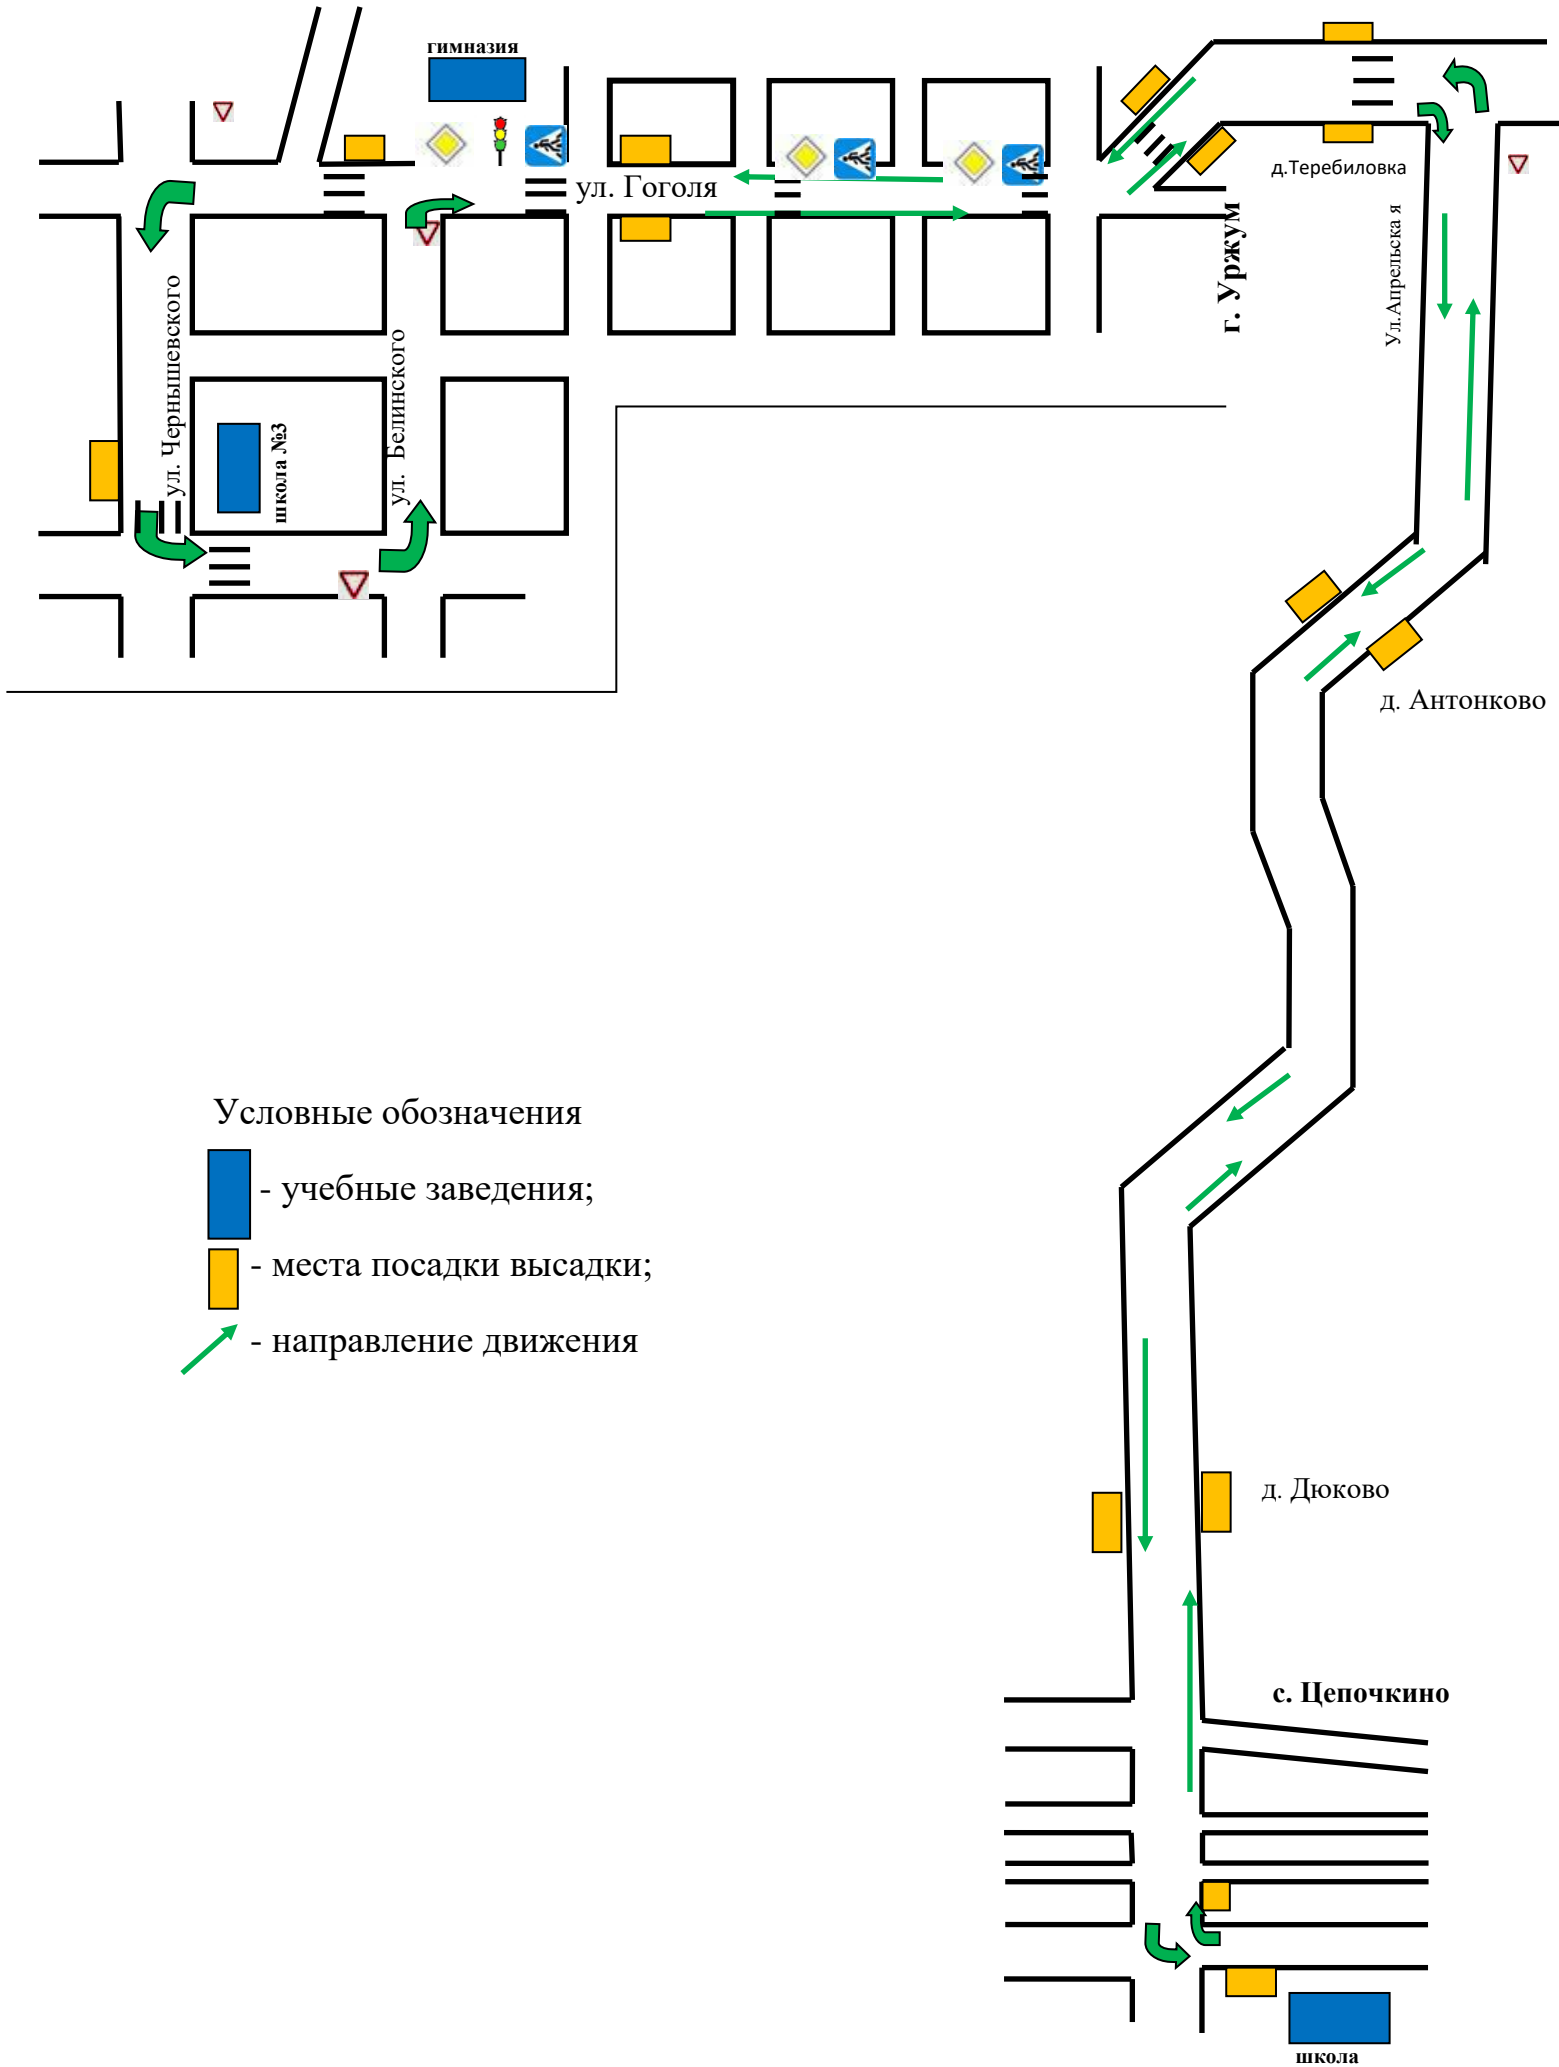 гимназия
ул. Гоголя
д.Теребиловка
г. Уржум
Ул.Апрельска я
ул. Чернышевского
ул. Белинского
школа №3
д. Антонково
Условные обозначения
- учебные заведения;
- места посадки высадки;
- направление движения
д. Дюково
с. Цепочкино
школа